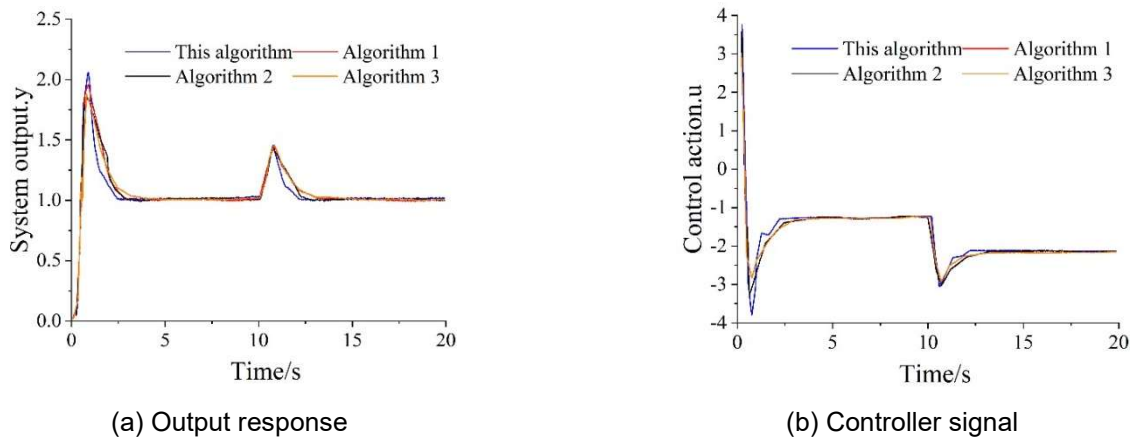 2.5
This algorithm Algorithm 1
Algorithm 2 Algorithm 3
2.0
1.5
1.0
0.5
0.0
0 5 10 15 20
System output.y
Time/s
(a) Output response
4
This algorithm Algorithm 1
3
Algorithm 2 Algorithm 3
2
1
0
-1
-2
-3
-4
0 5 10 15 20
Control action.u
Time/s
(b) Controller signal